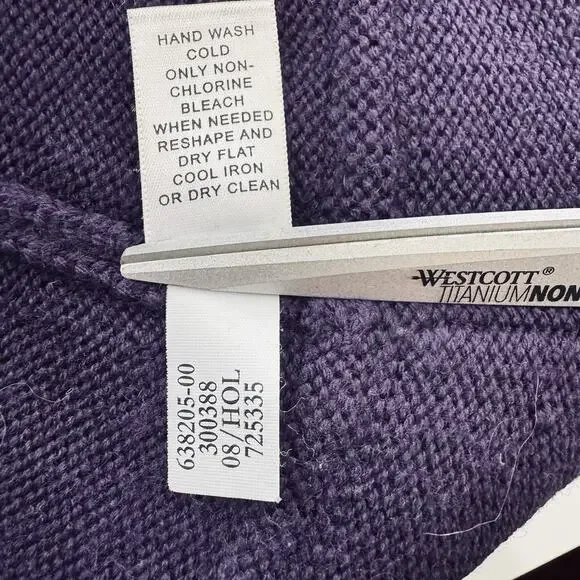 HAND WASH
COLD
ONLY NON-
CHLORINE
BLEACH
WHEN NEEDED
RESHAPE AND
DRY FLAT
COOL IRON
OR DRY CLEAN
WESTCOTT®
TITANIUMNON
638205-00
300388
08/HOL
725335